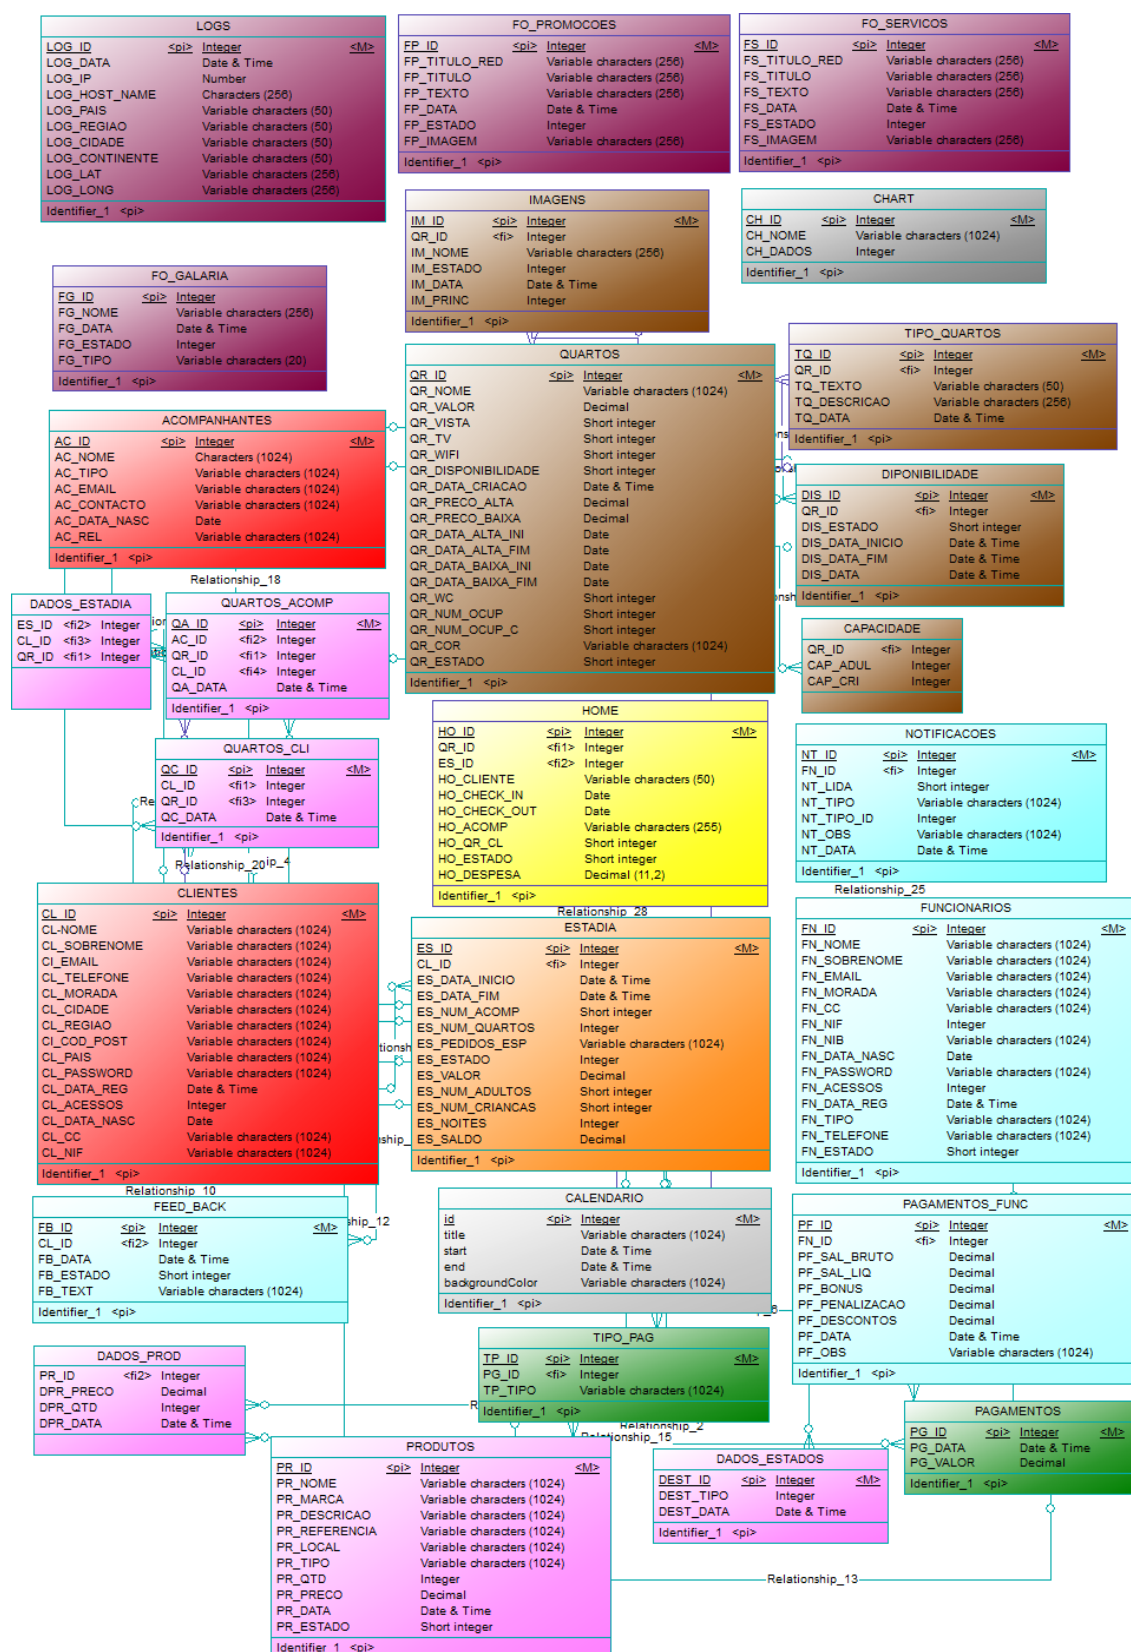 LOGS
LOG_ID <pi> Integer <M>
LOG_DATA Date & Time
LOG_IP Number
LOG_HOST_NAME Characters (256)
LOG_PAIS Variable characters (50)
LOG_REGIAO Variable characters (50)
LOG_CIDADE Variable characters (50)
LOG_CONTINENTE Variable characters (50)
LOG_LAT Variable characters (256)
LOG_LONG Variable characters (256)
Identifier_1 <pi>
FO_PROMOCOES
FP_ID <pi> Integer <M>
FP_TITULO_RED Variable characters (256)
FP_TITULO Variable characters (256)
FP_TEXTO Variable characters (256)
FP_DATA Date & Time
FP_ESTADO Integer
FP_IMAGEM Variable characters (256)
Identifier_1 <pi>
FO_SERVICOS
FS_ID <pi> Integer <M>
FS_TITULO_RED Variable characters (256)
FS_TITULO Variable characters (256)
FS_TEXTO Variable characters (256)
FS_DATA Date & Time
FS_ESTADO Integer
FS_IMAGEM Variable characters (256)
Identifier_1 <pi>
IMAGENS
IM_ID <pi> Integer <M>
QR_ID <fi> Integer
IM_NOME Variable characters (256)
IM_ESTADO Integer
IM_DATA Date & Time
IM_PRINC Integer
Identifier_1 <pi>
CHART
CH_ID <pi> Integer <M>
CH_NOME Variable characters (1024)
CH_DADOS Integer
Identifier_1 <pi>
FO_GALARIA
FG_ID <pi> Integer
FG_NOME Variable characters (256)
FG_DATA Date & Time
FG_ESTADO Integer
FG_TIPO Variable characters (20)
Identifier_1 <pi>
QUARTOS
QR_ID <pi> Integer <M>
QR_NOME Variable characters (1024)
QR_VALOR Decimal
QR_VISTA Short integer
QR_TV Short integer
QR_WIFI Short integer
QR_DISPONIBILIDADE Short integer
QR_DATA_CRIACAO Date & Time
QR_PRECO_ALTA Decimal
QR_PRECO_BAIXA Decimal
QR_DATA_ALTA_INI Date
QR_DATA_ALTA_FIM Date
QR_DATA_BAIXA_INI Date
QR_DATA_BAIXA_FIM Date
QR_WC Short integer
QR_NUM_OCUP Short integer
QR_NUM_OCUP_C Short integer
QR_COR Variable characters (1024)
QR_ESTADO Short integer
Identifier_1 <pi>
TIPO_QUARTOS
TQ_ID <pi> Integer <M>
QR_ID <fi> Integer
TQ_TEXTO Variable characters (50)
TQ_DESCRICAO Variable characters (256)
TQ_DATA Date & Time
Identifier_1 <pi>
ACOMPANHANTES
AC_ID <pi> Integer <M>
AC_NOME Characters (1024)
AC_TIPO Variable characters (1024)
AC_EMAIL Variable characters (1024)
AC_CONTACTO Variable characters (1024)
AC_DATA_NASC Date
AC_REL Variable characters (1024)
Identifier_1 <pi>
DIPONIBILIDADE
DIS_ID <pi> Integer <M>
QR_ID <fi> Integer
DIS_ESTADO Short integer
DIS_DATA_INICIO Date & Time
DIS_DATA_FIM Date & Time
DIS_DATA Date & Time
Identifier_1 <pi>
Relationship_18
DADOS_ESTADIA
ES_ID <fi2> Integer
CL_ID <fi3> Integer
QR_ID <fi1> Integer
QUARTOS_ACOMP
QA_ID <pi> Integer <M>
AC_ID <fi2> Integer
QR_ID <fi1> Integer
CL_ID <fi4> Integer
QA_DATA Date & Time
Identifier_1 <pi>
CAPACIDADE
QR_ID <fi> Integer
CAP_ADUL Integer
CAP_CRI Integer
HOME
HO_ID <pi> Integer <M>
QR_ID <fi1> Integer
ES_ID <fi2> Integer
HO_CLIENTE Variable characters (50)
HO_CHECK_IN Date
HO_CHECK_OUT Date
HO_ACOMP Variable characters (255)
HO_QR_CL Short integer
HO_ESTADO Short integer
HO_DESPESA Decimal (11,2)
Identifier_1 <pi>
NOTIFICACOES
NT_ID <pi> Integer <M>
FN_ID <fi> Integer
NT_LIDA Short integer
NT_TIPO Variable characters (1024)
NT_TIPO_ID Integer
NT_OBS Variable characters (1024)
NT_DATA Date & Time
Identifier_1 <pi>
QUARTOS_CLI
QC_ID <pi> Integer <M>
CL_ID <fi1> Integer
QR_ID <fi3> Integer
QC_DATA Date & Time
Identifier_1 <pi>
Relationship_20
ip_4
Relationship_25
Relationship_28
CLIENTES
CL_ID <pi> Integer <M>
CL-NOME Variable characters (1024)
CL_SOBRENOME Variable characters (1024)
CI_EMAIL Variable characters (1024)
CL_TELEFONE Variable characters (1024)
CL_MORADA Variable characters (1024)
CL_CIDADE Variable characters (1024)
CL_REGIAO Variable characters (1024)
CI_COD_POST Variable characters (1024)
CL_PAIS Variable characters (1024)
CL_PASSWORD Variable characters (1024)
CL_DATA_REG Date & Time
CL_ACESSOS Integer
CL_DATA_NASC Date
CL_CC Variable characters (1024)
CL_NIF Variable characters (1024)
Identifier_1 <pi>
ESTADIA
ES_ID <pi> Integer <M>
CL_ID <fi> Integer
ES_DATA_INICIO Date & Time
ES_DATA_FIM Date & Time
ES_NUM_ACOMP Short integer
ES_NUM_QUARTOS Integer
ES_PEDIDOS_ESP Variable characters (1024)
ES_ESTADO Integer
ES_VALOR Decimal
ES_NUM_ADULTOS Short integer
ES_NUM_CRIANCAS Short integer
ES_NOITES Integer
ES_SALDO Decimal
Identifier_1 <pi>
FUNCIONARIOS
FN_ID <pi> Integer <M>
FN_NOME Variable characters (1024)
FN_SOBRENOME Variable characters (1024)
FN_EMAIL Variable characters (1024)
FN_MORADA Variable characters (1024)
FN_CC Variable characters (1024)
FN_NIF Integer
FN_NIB Variable characters (1024)
FN_DATA_NASC Date
FN_PASSWORD Variable characters (1024)
FN_ACESSOS Integer
FN_DATA_REG Date & Time
FN_TIPO Variable characters (1024)
FN_TELEFONE Variable characters (1024)
FN_ESTADO Short integer
Identifier_1 <pi>
Relationship_10
FEED_BACK
FB_ID <pi> Integer <M>
CL_ID <fi2> Integer
FB_DATA Date & Time
FB_ESTADO Short integer
FB_TEXT Variable characters (1024)
Identifier_1 <pi>
ship_12
CALENDARIO
id <pi> Integer <M>
title Variable characters (1024)
start Date & Time
end Date & Time
backgroundColor Variable characters (1024)
Identifier_1 <pi>
PAGAMENTOS_FUNC
PF_ID <pi> Integer <M>
FN_ID <fi> Integer
PF_SAL_BRUTO Decimal
PF_SAL_LIQ Decimal
PF_BONUS Decimal
PF_PENALIZACAO Decimal
PF_DESCONTOS Decimal
PF_DATA Date & Time
PF_OBS Variable characters (1024)
Identifier_1 <pi>
DADOS_PROD
PR_ID <fi2> Integer
DPR_PRECO Decimal
DPR_QTD Integer
DPR_DATA Date & Time
TIPO_PAG
TP_ID <pi> Integer <M>
PG_ID <fi> Integer
TP_TIPO Variable characters (1024)
Identifier_1 <pi>
Relationship_2
Relationship_15
PAGAMENTOS
PG_ID <pi> Integer <M>
PG_DATA Date & Time
PG_VALOR Decimal
Identifier_1 <pi>
PRODUTOS
PR_ID <pi> Integer <M>
PR_NOME Variable characters (1024)
PR_MARCA Variable characters (1024)
PR_DESCRICAO Variable characters (1024)
PR_REFERENCIA Variable characters (1024)
PR_LOCAL Variable characters (1024)
PR_TIPO Variable characters (1024)
PR_QTD Integer
PR_PRECO Decimal
PR_DATA Date & Time
PR_ESTADO Short integer
Identifier_1 <pi>
DADOS_ESTADOS
DEST_ID <pi> Integer <M>
DEST_TIPO Integer
DEST_DATA Date & Time
Identifier_1 <pi>
Relationship_13